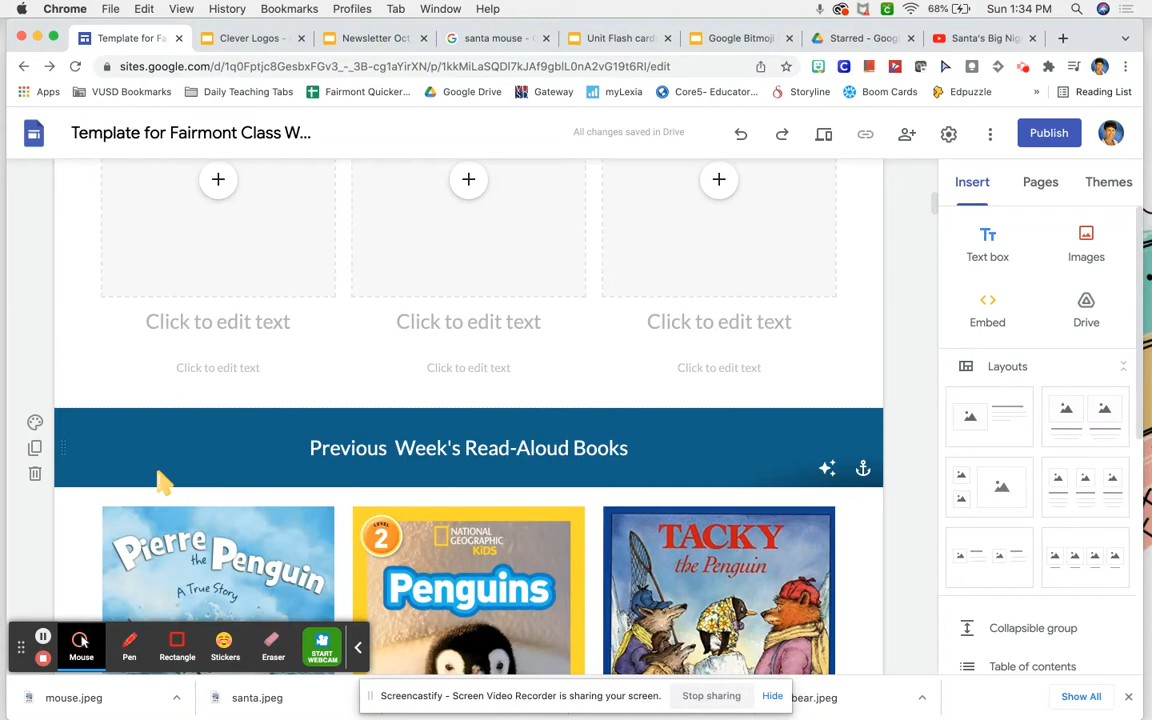 Chrome File Edit View History Bookmarks Profiles Tab Window Help 68% Sun 1:34 PM
Template for Fa Clever Logos - Newsletter Oct santa mouse - Unit Flash card Google Bitmoji Starred - Goog Santa's Big Nig
sites.google.com/d/1q0Fptjc8GesbxFGv3_-_3B-cg1aYirXN/p/1kkMiLaSQDl7kJAf9gblL0nA2vG19t6RI/edit
Apps VUSD Bookmarks Daily Teaching Tabs Fairmont Quicker... Google Drive Gateway myLexia Core5- Educator... Storyline Boom Cards Edpuzzle » Reading List
Template for Fairmont Class W... All changes saved in Drive Publish
Insert Pages Themes
Text box Images
Embed Drive
Layouts
Click to edit text Click to edit text Click to edit text
Click to edit text Click to edit text Click to edit text
Previous Week's Read-Aloud Books
Collapsible group
Table of contents
Pierre
the
Penguin
A True Story
LEVEL
2
NATIONAL
GEOGRAPHIC
KiDS
Penguins
TACKY
the Penguin
Mouse Pen Rectangle Stickers Eraser START
WEBCAM
mouse.jpeg santa.jpeg Screencastify - Screen Video Recorder is sharing your screen. Stop sharing Hide bear.jpeg Show All